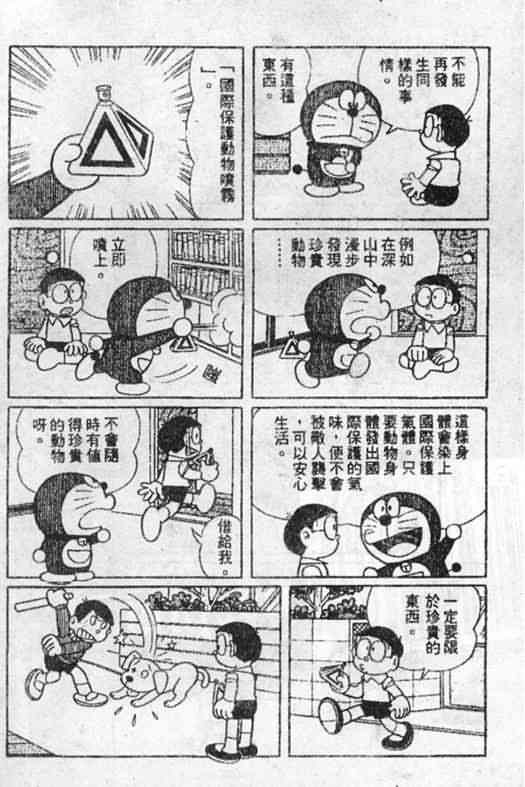 不能
再發
生同
樣的事
情。
有這種
東西。
「國際保護動物噴霧
」。
例如
在深
山中
漫步
發現
珍貴
動物
……
立即
噴上。
這樣身
體會染上
國際保護
氣體。只
要動物身
體發出國
際保護的氣
味，便不會
被敵人襲擊
，可以安心
生活。
借給我。
不會隨
時有值
得珍貴
的動物
呀。
一定要限
於珍貴的
東西。